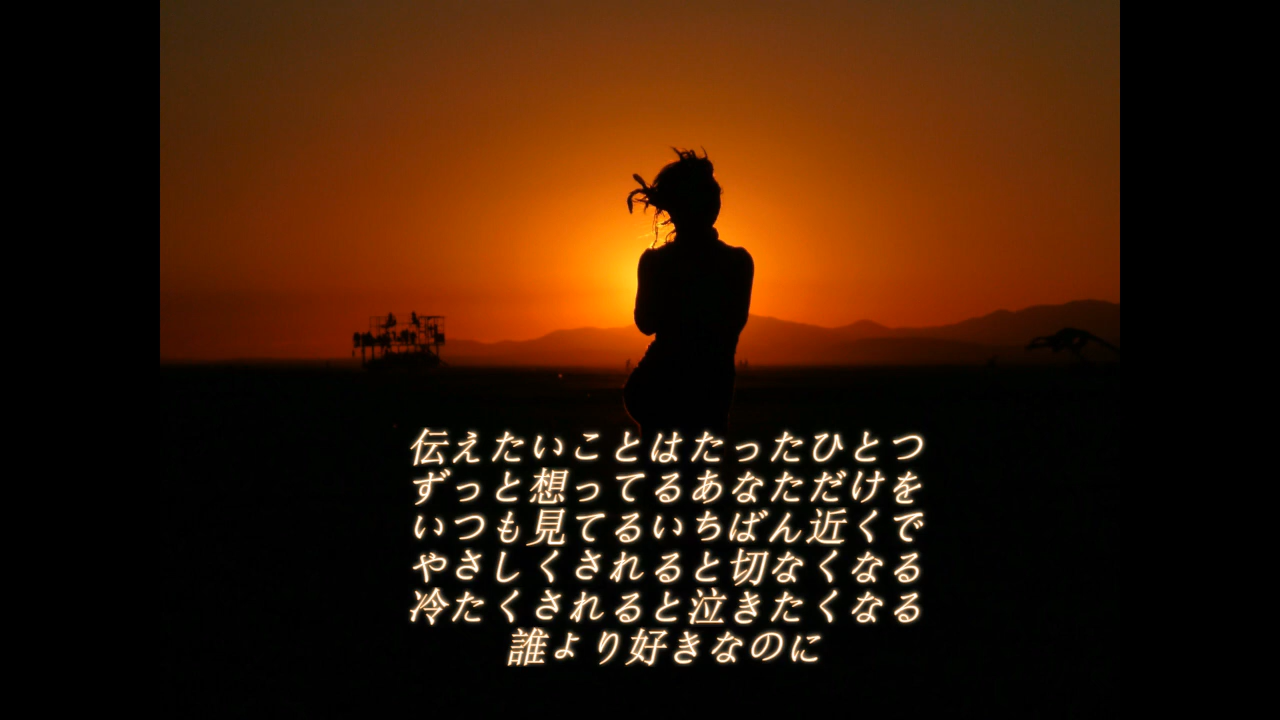 伝えたいことはたったひとつ
ずっと想ってるあなただけを
いつも見てるいちばん近くで
やさしくされると切なくなる
冷たくされると泣きたくなる
誰より好きなのに